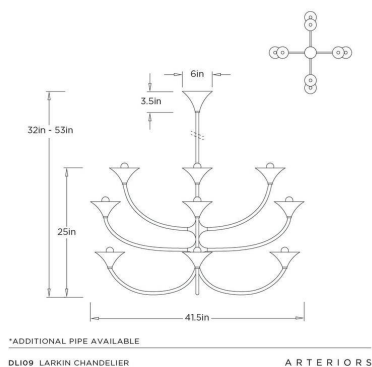 6in
3.5in
32in - 53in
25in
41.5in
*ADDITIONAL PIPE AVAILABLE
DLI09 LARKIN CHANDELIER
ARTERIORS